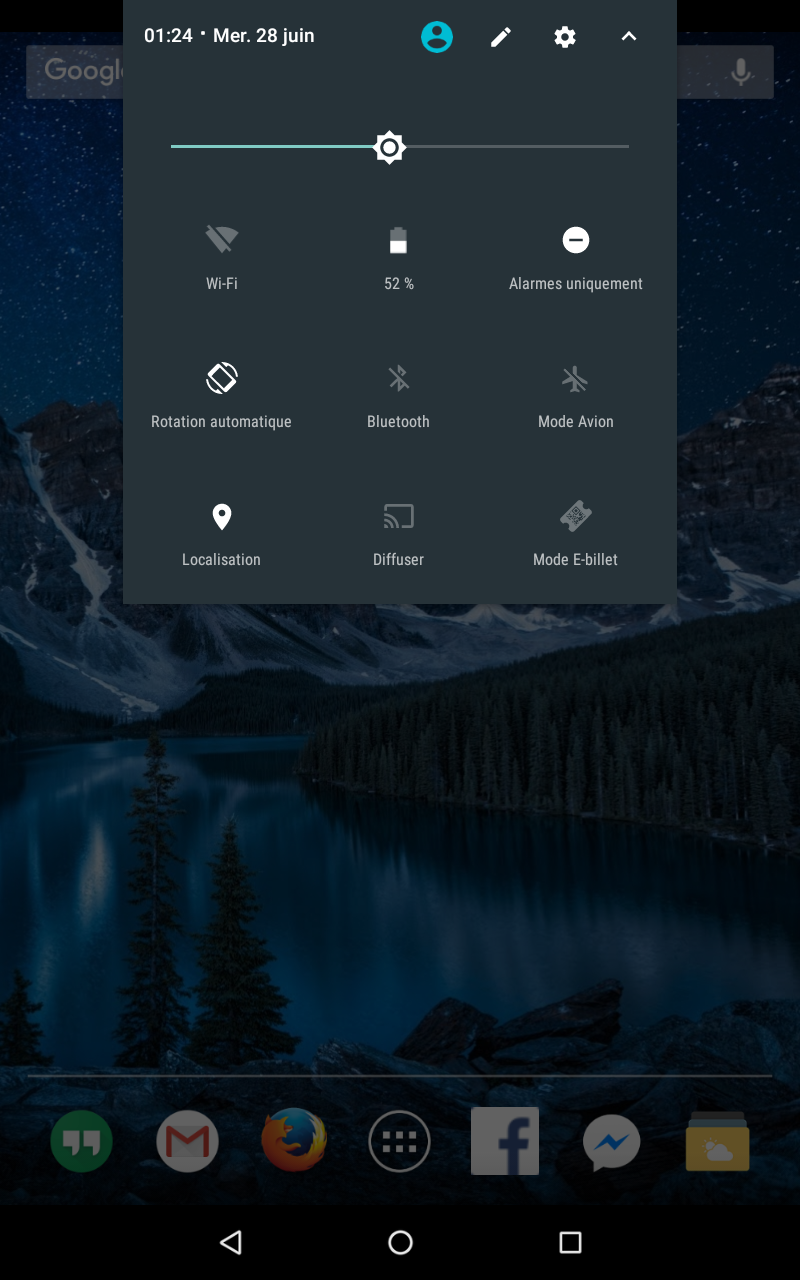 01:24 • Mer. 28 juin
Google
Wi-Fi
52 %
Alarmes uniquement
Rotation automatique
Bluetooth
Mode Avion
Localisation
Diffuser
Mode E-billet